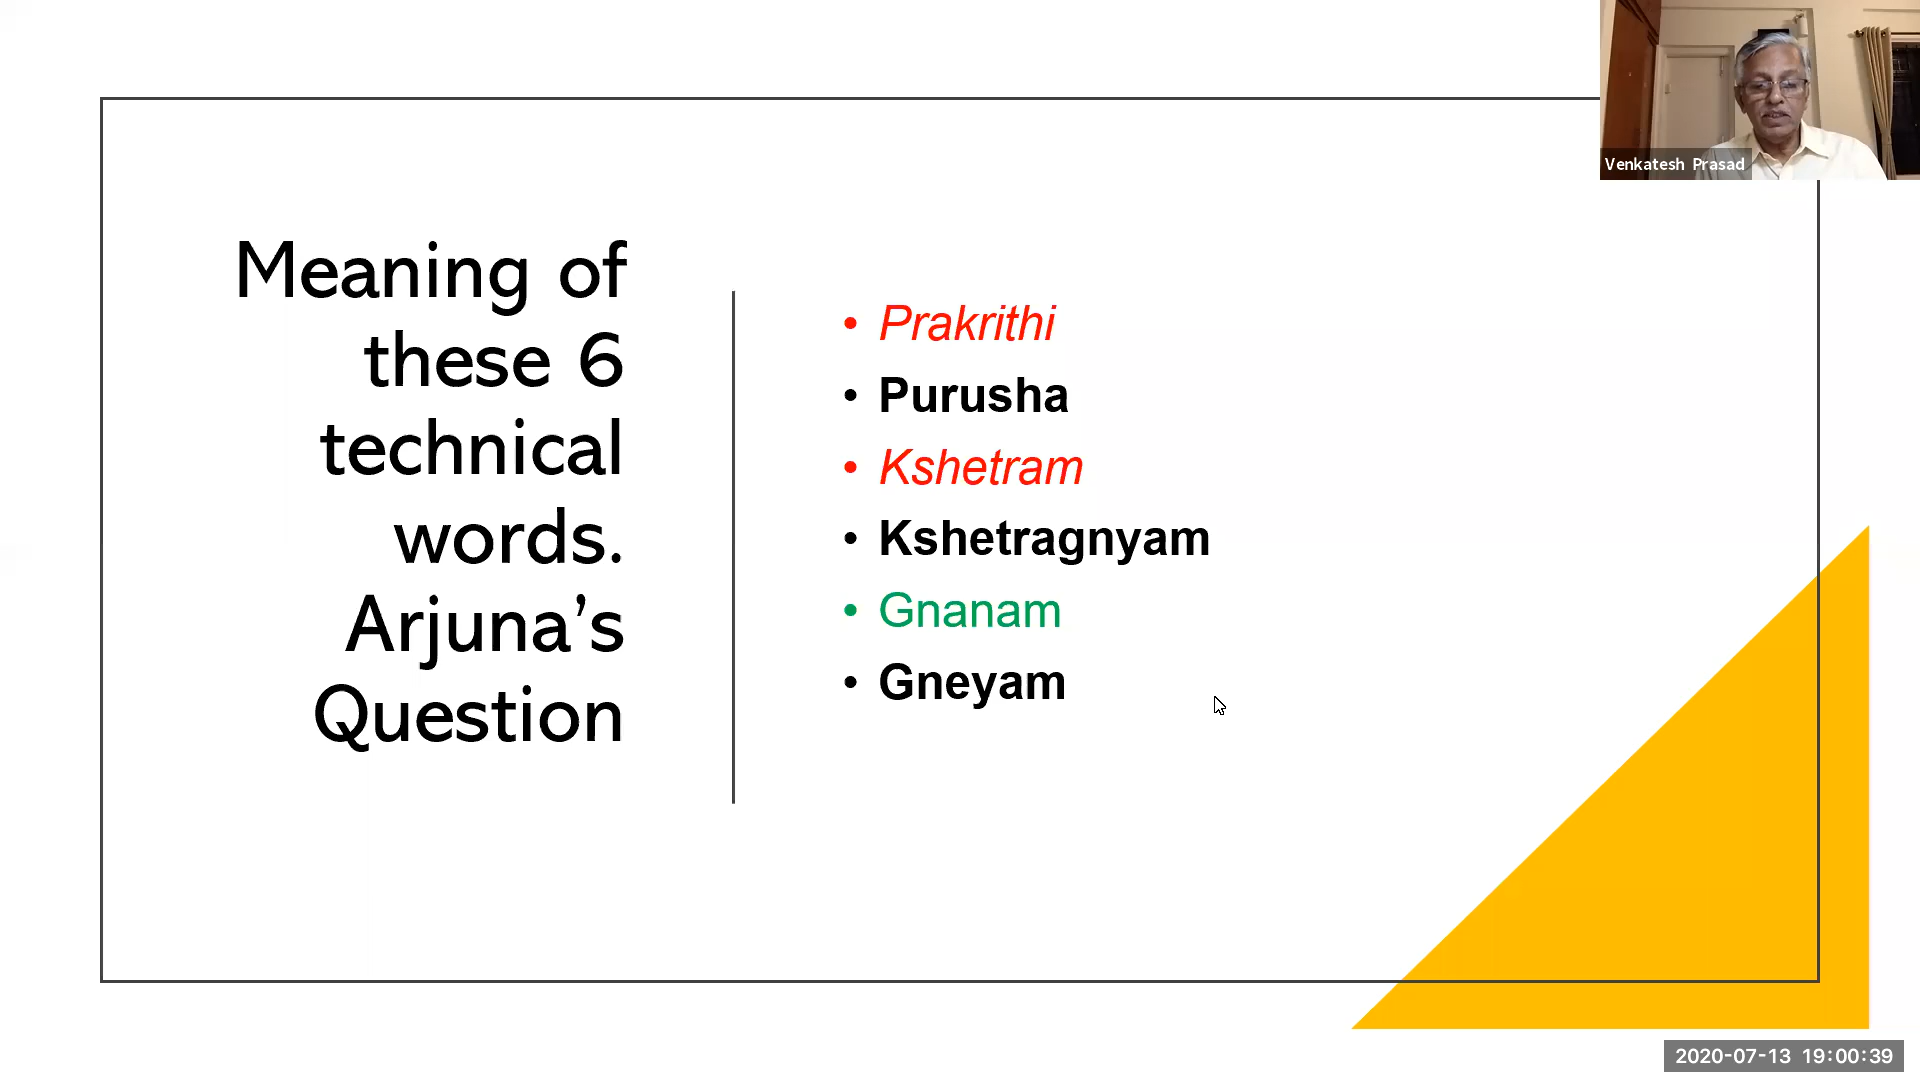 Venkatesh Prasad
Meaning of
these 6
technical
words.
Arjuna’s
Question
• Prakrithi
• Purusha
• Kshetram
• Kshetragnyam
• Gnanam
• Gneyam
2020-07-13 19:00:39